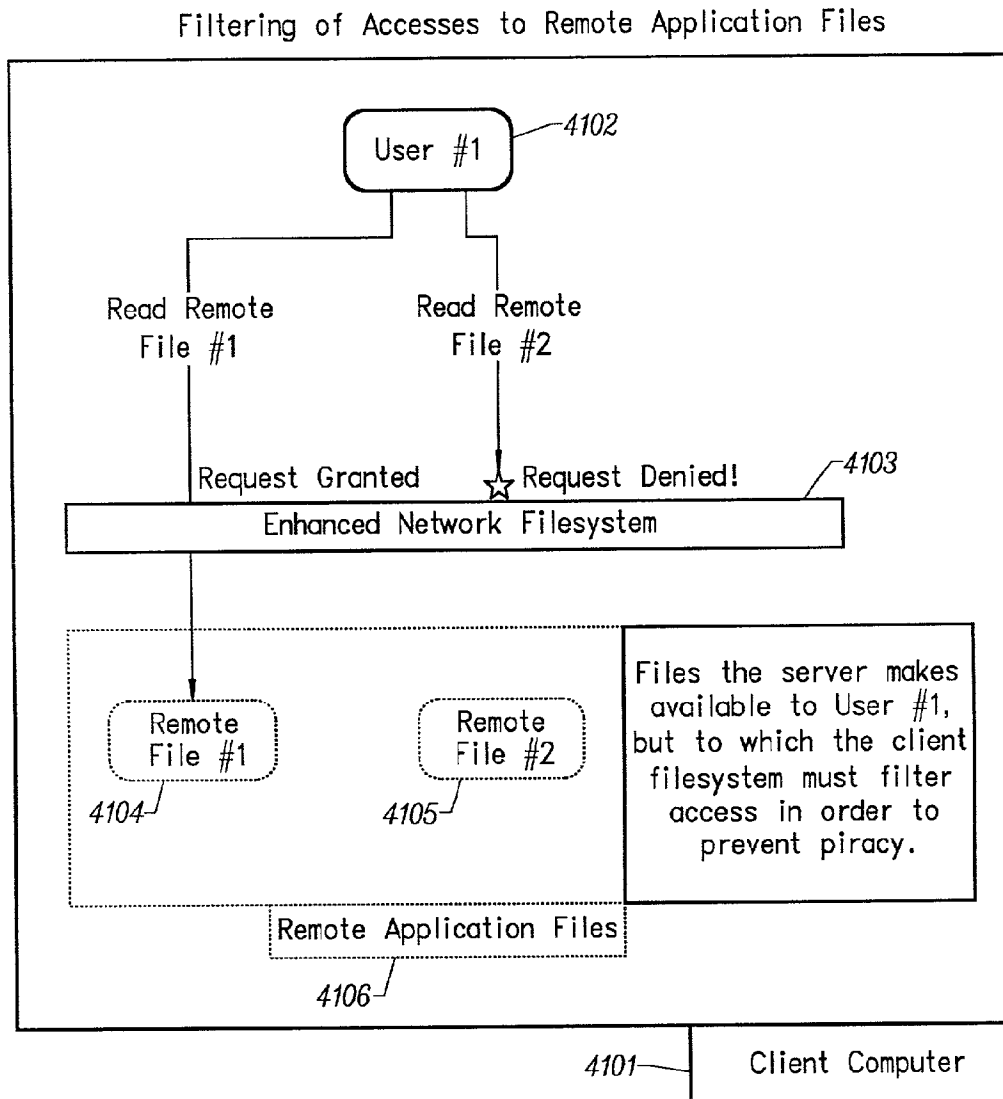 Filtering of Accesses to Remote Application Files
4102
User #1
Read Remote
File #1
Read Remote
File #2
4103
Request Granted
Request Denied!
Enhanced Network Filesystem
Remote
File #1
4104
Remote
File #2
4105
Files the server makes
available to User #1,
but to which the client
filesystem must filter
access in order to
prevent piracy.
Remote Application Files
4106
4101
Client Computer